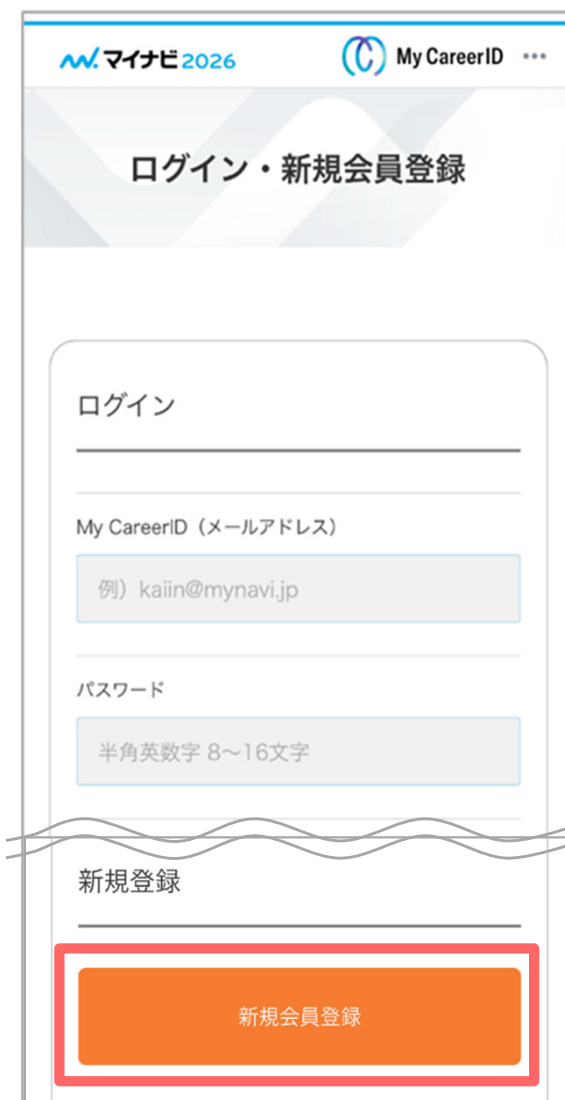 マイナビ2026 My CareerID
ログイン・新規会員登録
ログイン
My CareerID（メールアドレス）
例）kaiin@mynavi.jp
パスワード
半角英数字 8〜16文字
新規登録
新規会員登録